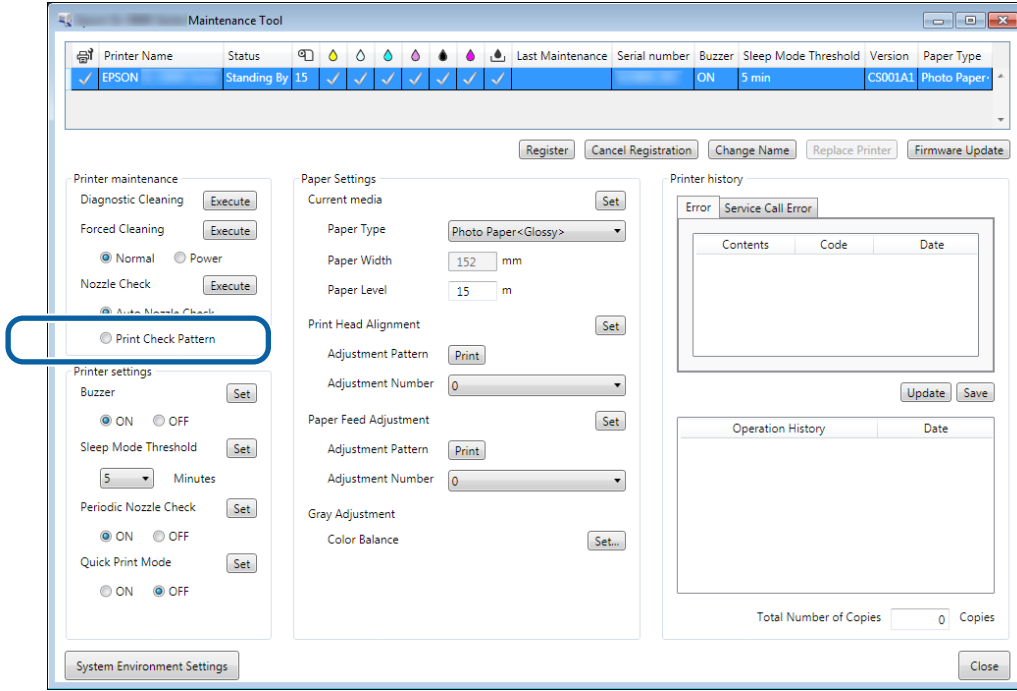 Maintenance Tool
Printer Name Status Last Maintenance Serial number Buzzer Sleep Mode Threshold Version Paper Type
EPSON Standing By 15 ON 5 min CS001A1 Photo Paper
Register Cancel Registration Change Name Replace Printer Firmware Update
Printer maintenance
Diagnostic Cleaning Execute
Forced Cleaning Execute
Normal Power
Nozzle Check Execute
Auto Nozzle Check
Print Check Pattern
Printer settings
Buzzer Set
ON OFF
Sleep Mode Threshold Set
5 Minutes
Periodic Nozzle Check Set
ON OFF
Quick Print Mode Set
ON OFF
Paper Settings
Current media Set
Paper Type Photo Paper<Glossy>
Paper Width 152 mm
Paper Level 15 m
Print Head Alignment Set
Adjustment Pattern Print
Adjustment Number 0
Paper Feed Adjustment Set
Adjustment Pattern Print
Adjustment Number 0
Gray Adjustment
Color Balance Set...
Printer history
Error Service Call Error
Contents Code Date
Update Save
Operation History Date
Total Number of Copies 0 Copies
System Environment Settings Close